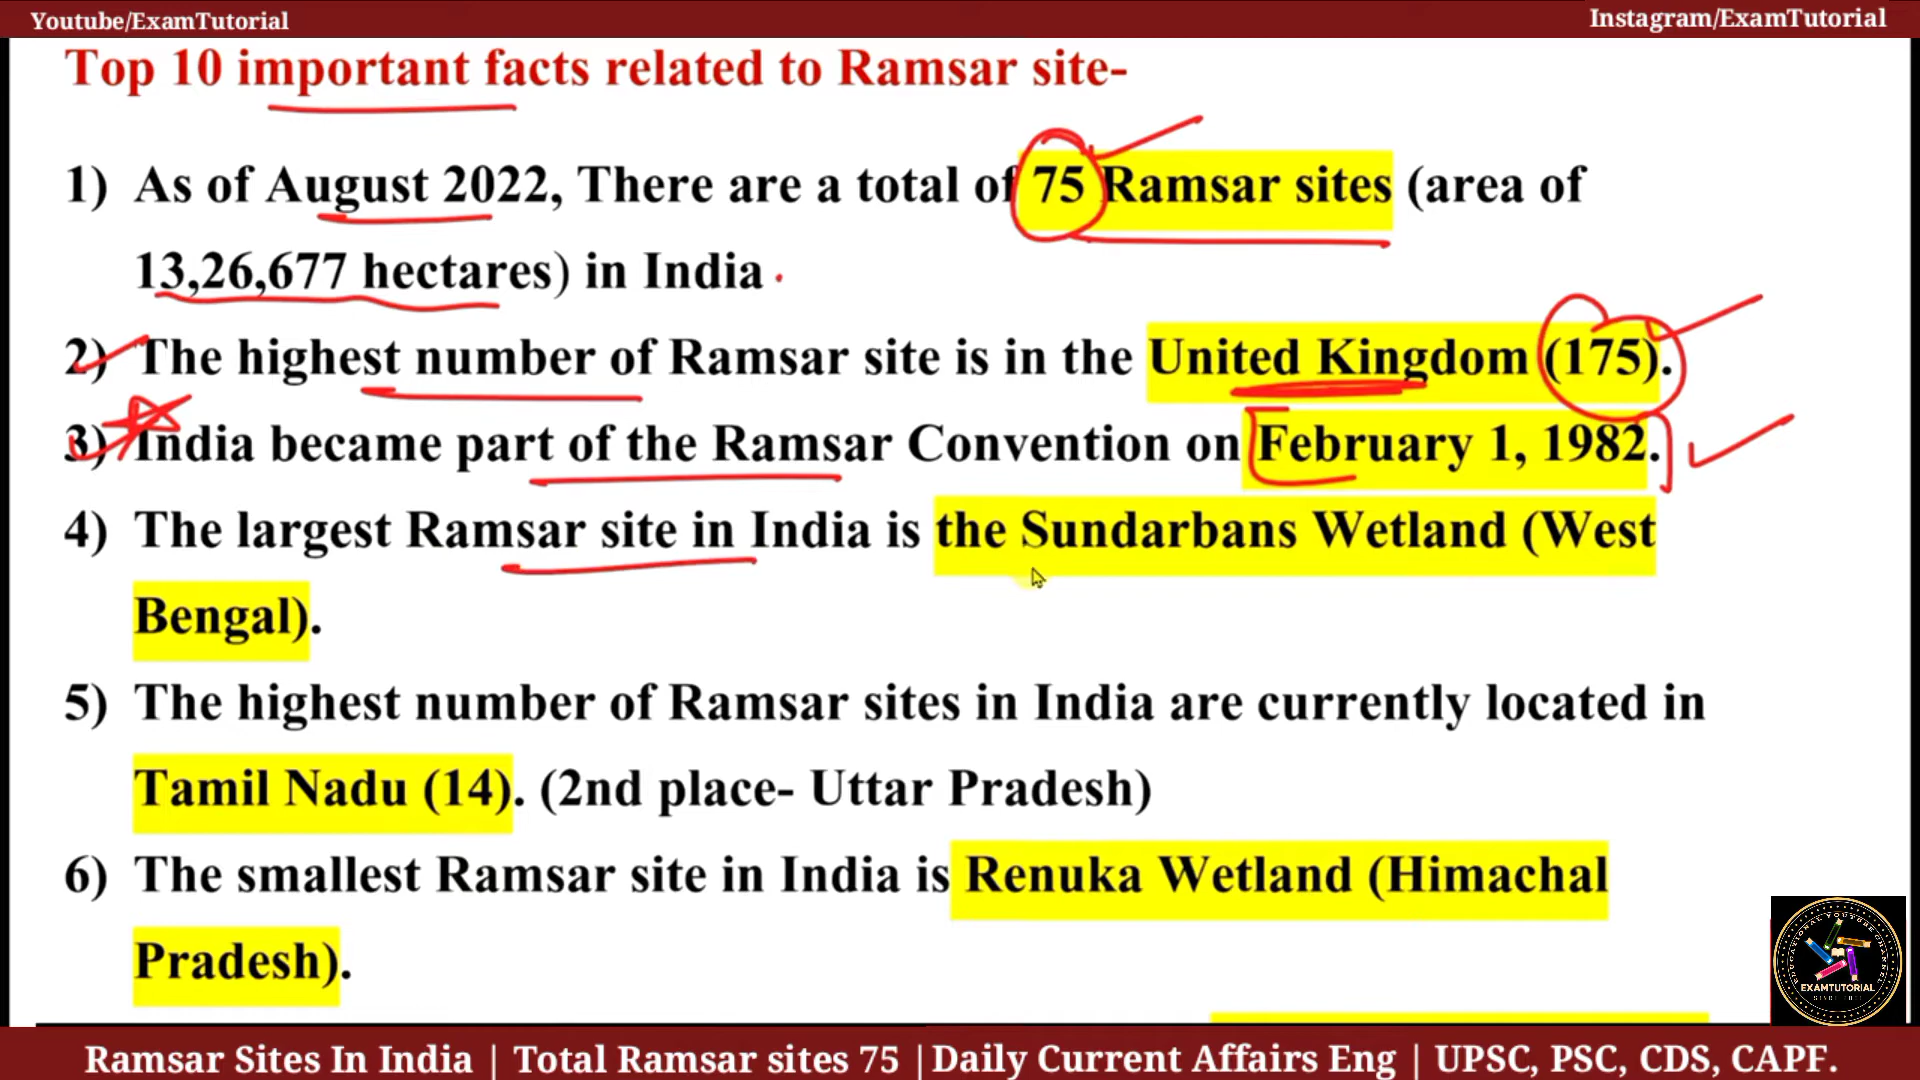 Youtube/ExamTutorial
Instagram/ExamTutorial
Top 10 important facts related to Ramsar site-
1) As of August 2022, There are a total of 75 Ramsar sites (area of
13,26,677 hectares) in India
2) The highest number of Ramsar site is in the United Kingdom (175).
3) India became part of the Ramsar Convention on February 1, 1982.
4) The largest Ramsar site in India is the Sundarbans Wetland (West
Bengal).
5) The highest number of Ramsar sites in India are currently located in
Tamil Nadu (14). (2nd place- Uttar Pradesh)
6) The smallest Ramsar site in India is Renuka Wetland (Himachal
Pradesh).
EDUCATIONAL YOUTUBE CHANNEL
EXAMTUTORIAL
Ramsar Sites In India | Total Ramsar sites 75 |Daily Current Affairs Eng | UPSC, PSC, CDS, CAPF.